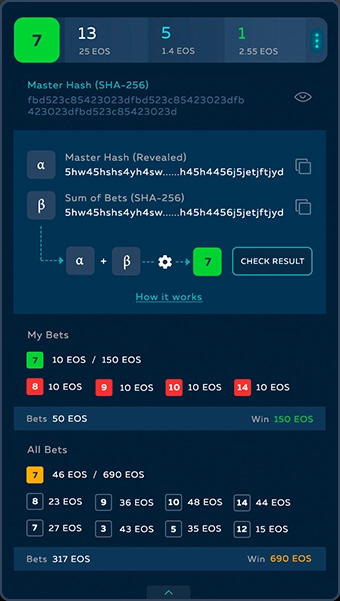 7 13 5 1
25 EOS 1.4 EOS 2.55 EOS
Master Hash (SHA-256)
fbd523c85423023dfbd523c85423023dfb
423023dfbd523c85423023d
α Master Hash (Revealed)
5hw45hshs4yh4sw......h45h4456j5jetjftjyd
β Sum of Bets (SHA-256)
5hw45hshs4yh4sw......h45h4456j5jetjftjyd
α + β 7 CHECK RESULT
How it works
My Bets
7 10 EOS / 150 EOS
8 10 EOS 9 10 EOS 10 10 EOS 14 10 EOS
Bets 50 EOS Win 150 EOS
All Bets
7 46 EOS / 690 EOS
8 23 EOS 9 36 EOS 10 48 EOS 14 44 EOS
7 27 EOS 3 43 EOS 5 35 EOS 12 15 EOS
Bets 317 EOS Win 690 EOS